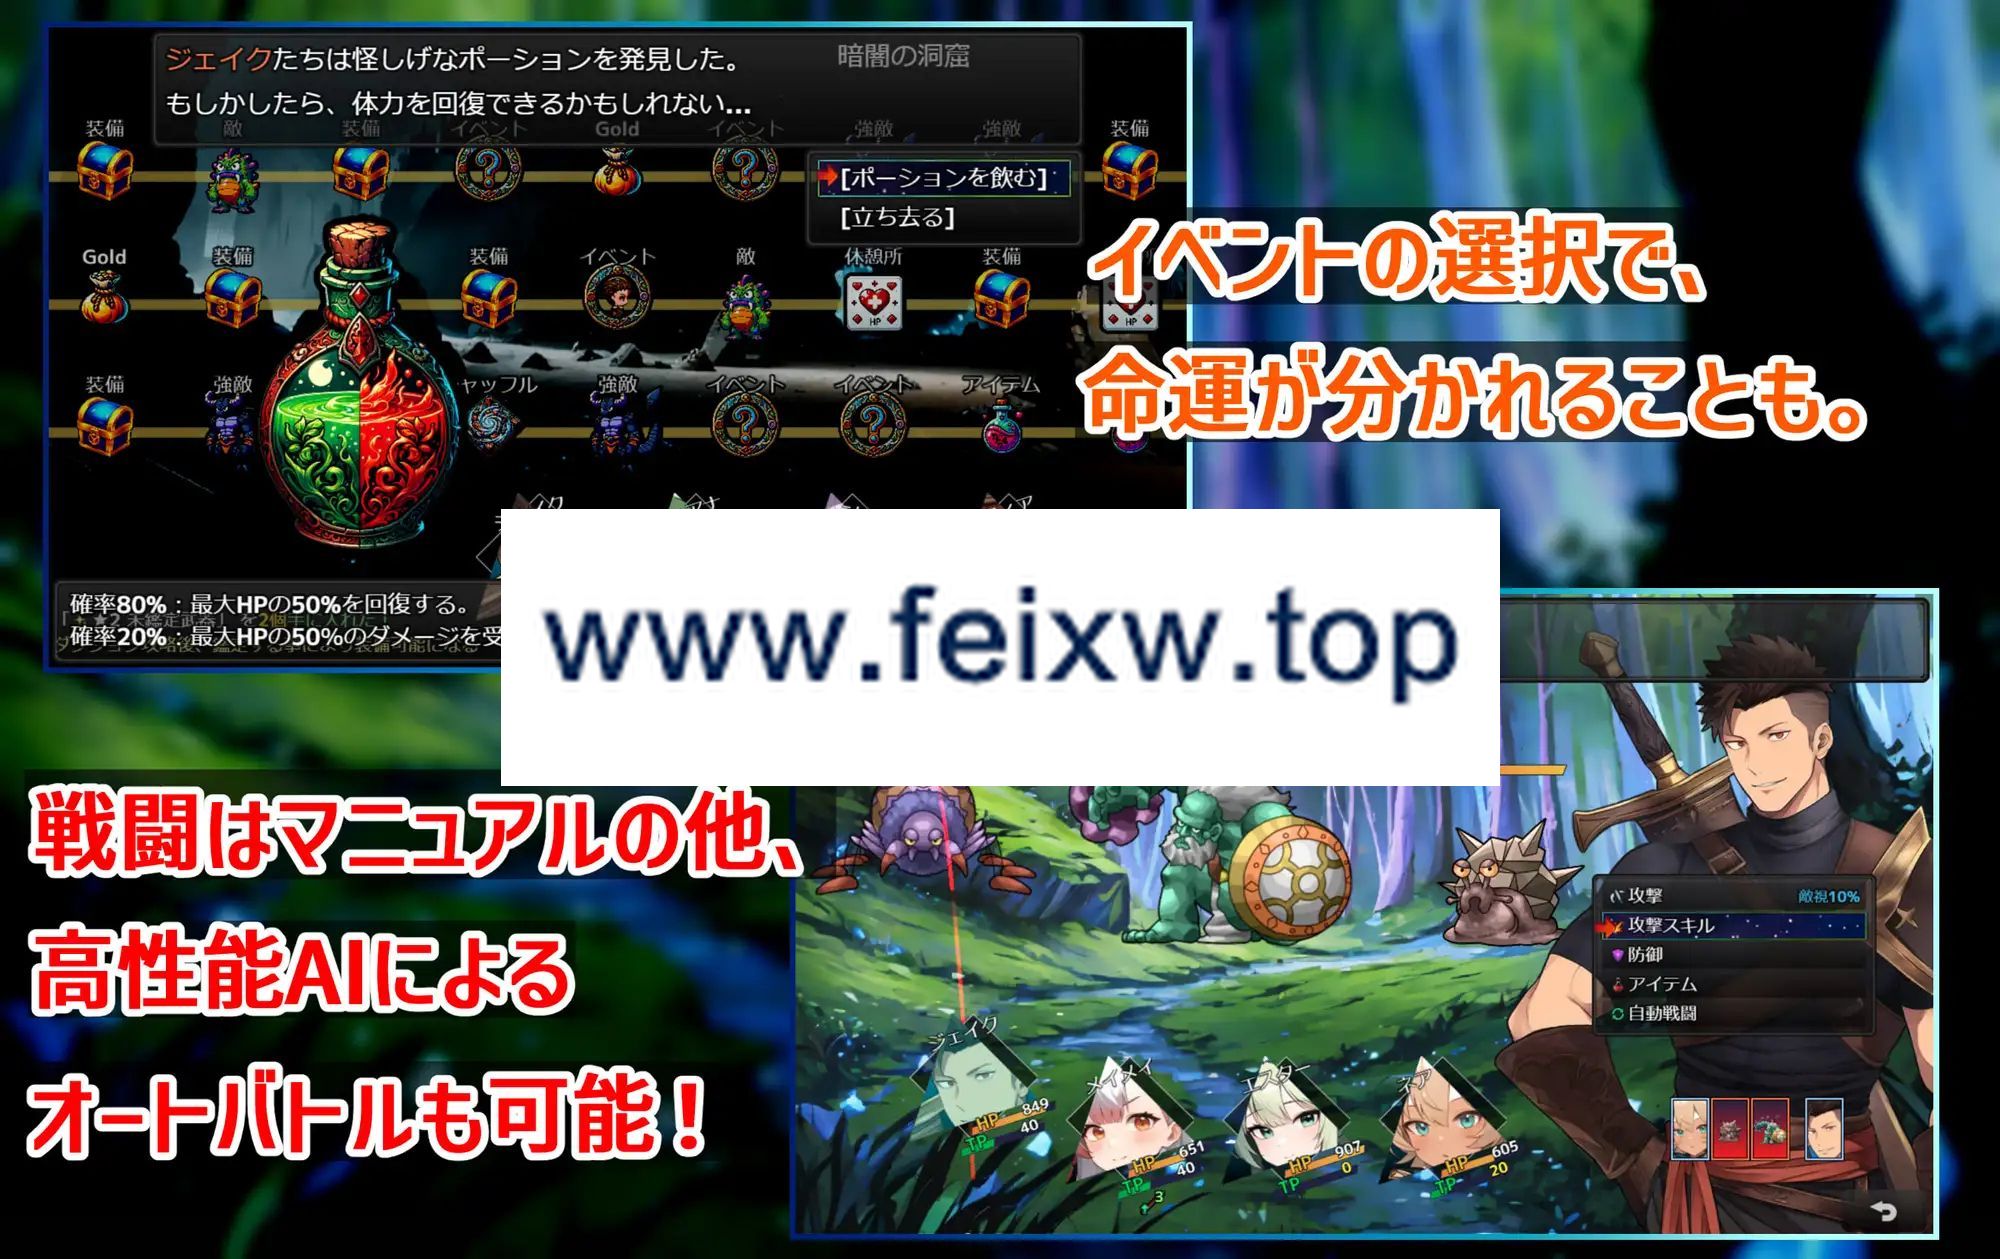 ジェイクたちは怪しげなポーションを発見した。
もしかしたら、体力を回復できるかもしれない...
暗闇の洞窟
装備 敵 装備 イベント Gold イベント 強敵 強敵 装備
[ポーションを飲む]
[立ち去る]
Gold 装備 装備 イベント 敵 休憩所 装備
装備 強敵 ャッフル 強敵 イベント イベント アイテム
イベントの選択で、
命運が分かれることも。
確率80%：最大HPの50%を回復する。
確率20%：最大HPの50%のダメージを受
www.feixw.top
戦闘はマニュアルの他、
高性能AIによる
オートバトルも可能！
攻撃 敵視10%
攻撃スキル
防御
アイテム
自動戦闘
ジェイク
HP 849
TP 40
メイメイ
HP 651
TP 40
3
エスター
HP 907
TP 0
ネア
HP 605
TP 20